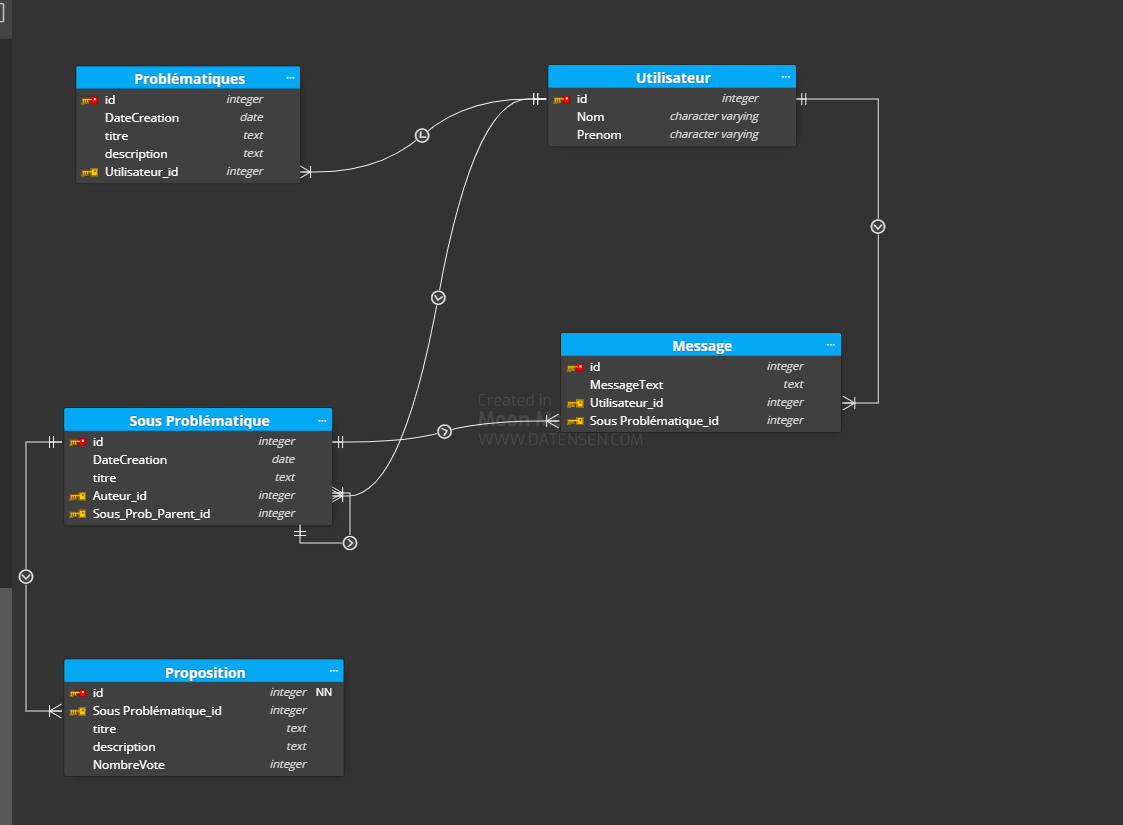 Problématiques ...
id integer
DateCreation date
titre text
description text
Utilisateur_id integer
Utilisateur ...
id integer
Nom character varying
Prenom character varying
Message ...
id integer
MessageText text
Utilisateur_id integer
Sous Problématique_id integer
Created in
Moon M
WWW.DATENSEN.COM
Sous Problématique ...
id integer
DateCreation date
titre text
Auteur_id integer
Sous_Prob_Parent_id integer
Proposition ...
id integer NN
Sous Problématique_id integer
titre text
description text
NombreVote integer